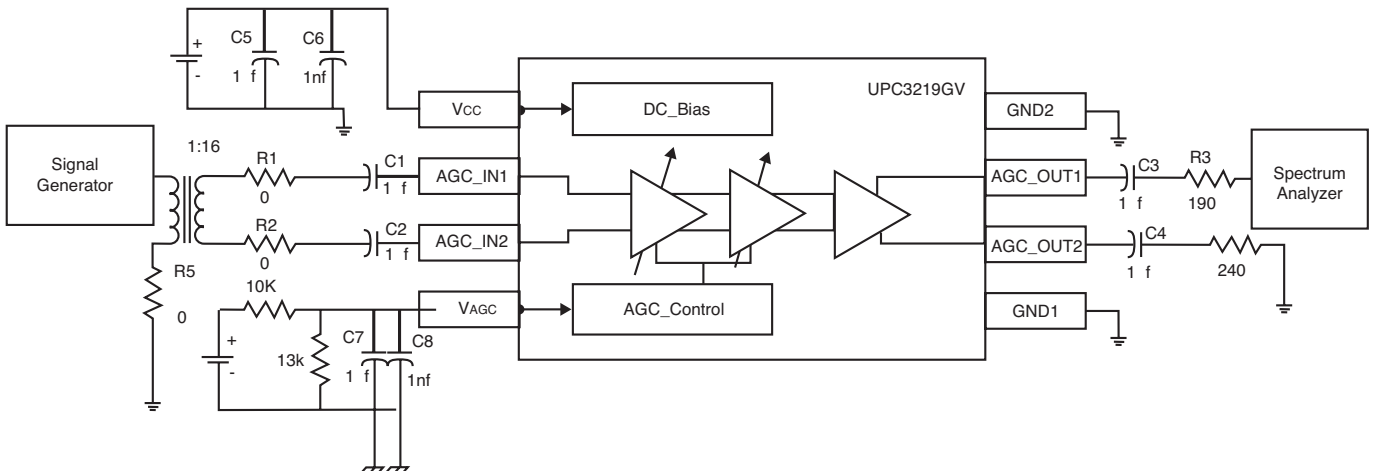 C5
C6
+
-
1 f
1nf
Vcc
DC_Bias
UPC3219GV
GND2
Signal
Generator
1:16
R1
0
C1
1 f
AGC_IN1
AGC_OUT1
C3
1 f
R3
190
Spectrum
Analyzer
R2
0
C2
1 f
AGC_IN2
AGC_OUT2
C4
1 f
240
R5
0
10K
VAGC
AGC_Control
GND1
+
-
13k
C7
1 f
C8
1nf